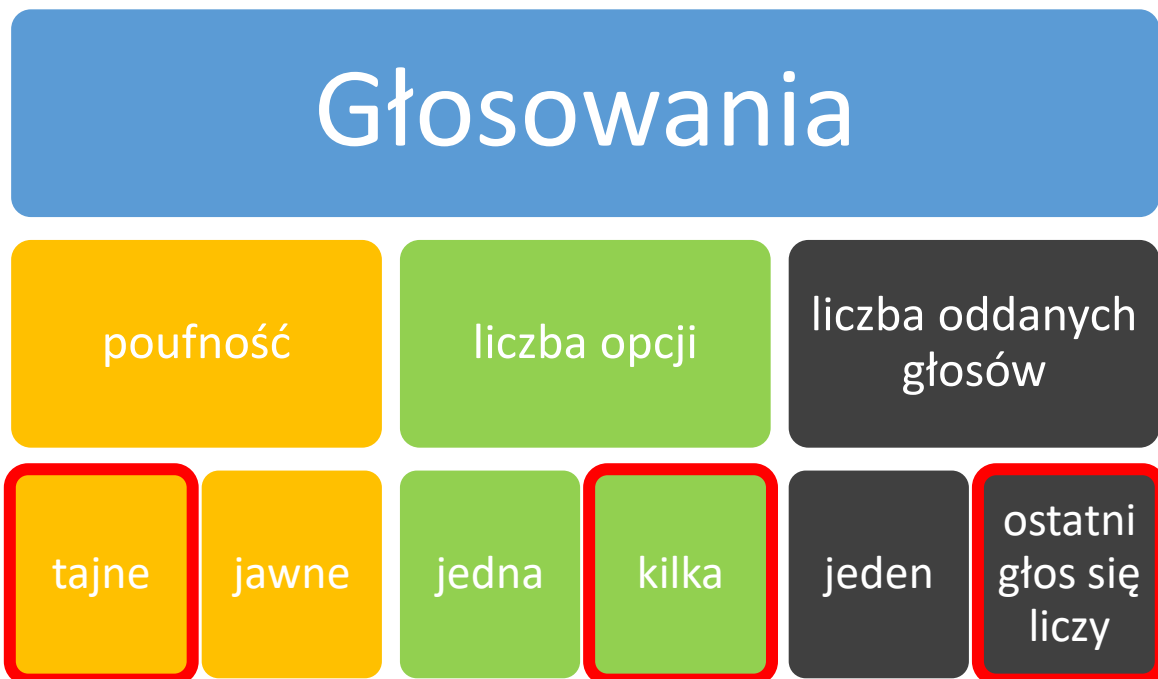 Głosowania
poufność
liczba opcji
liczba oddanych
głosów
tajne
jawne
jedna
kilka
jeden
ostatni
głos się
liczy